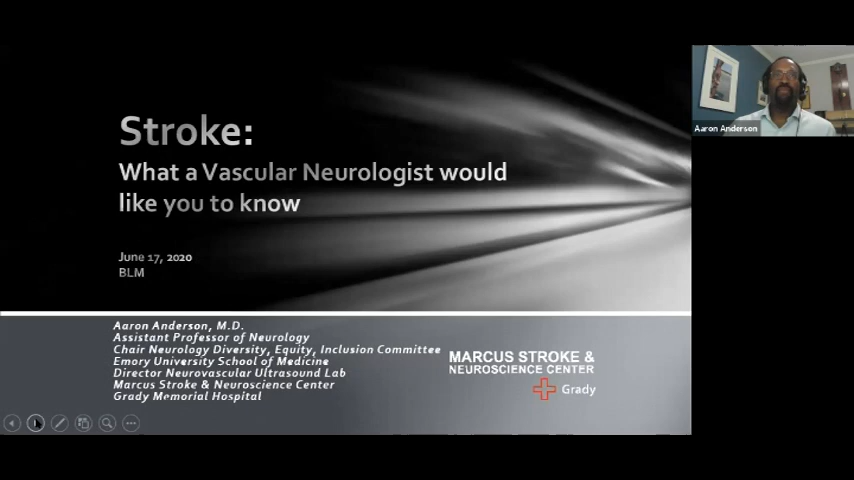 Stroke:
What a Vascular Neurologist would
like you to know
June 17, 2020
BLM
Aaron Anderson, M.D.
Assistant Professor of Neurology
Chair Neurology Diversity, Equity, Inclusion Committee
Emory University School of Medicine
Director Neurovascular Ultrasound Lab
Marcus Stroke & Neuroscience Center
Grady Memorial Hospital
MARCUS STROKE &
NEUROSCIENCE CENTER
Grady
Aaron Anderson